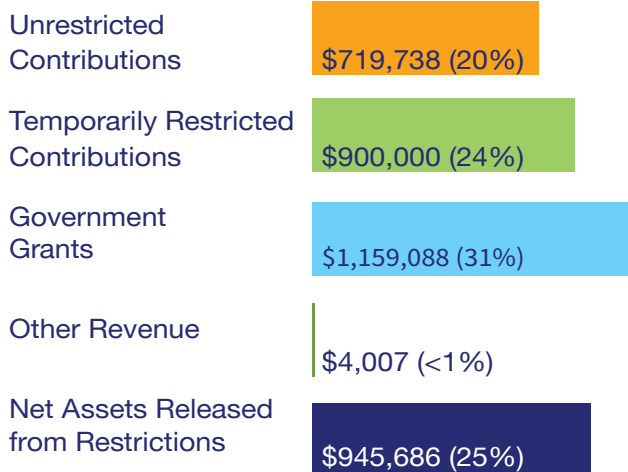 Unrestricted
Contributions
$719,738 (20%)
Temporarily Restricted
Contributions
$900,000 (24%)
Government
Grants
$1,159,088 (31%)
Other Revenue
$4,007 (<1%)
Net Assets Released
from Restrictions
$945,686 (25%)